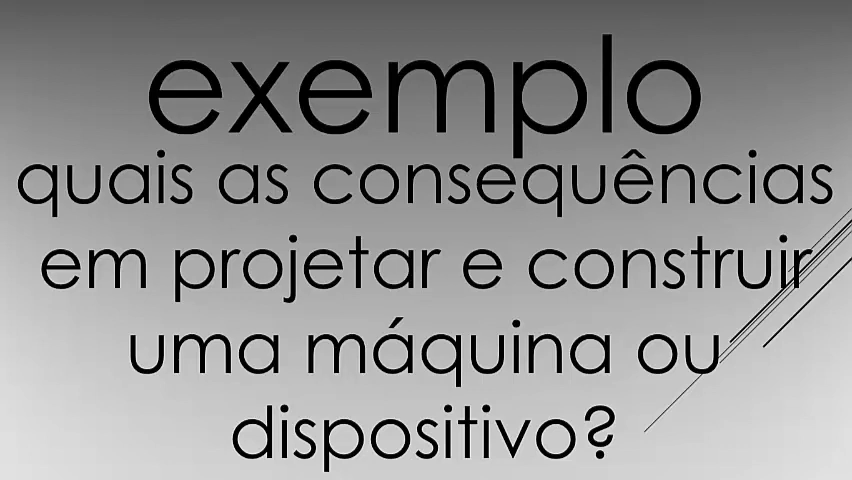 exemplo
quais as consequências
em projetar e construir
uma máquina ou
dispositivo?